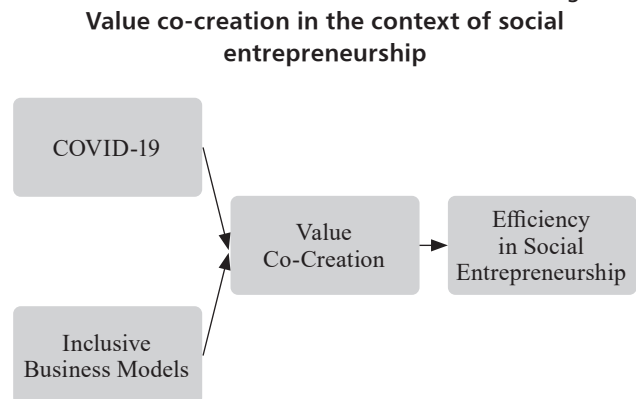 Value co-creation in the context of social
entrepreneurship
COVID-19
Value
Co-Creation
Efficiency
in Social
Entrepreneurship
Inclusive
Business Models